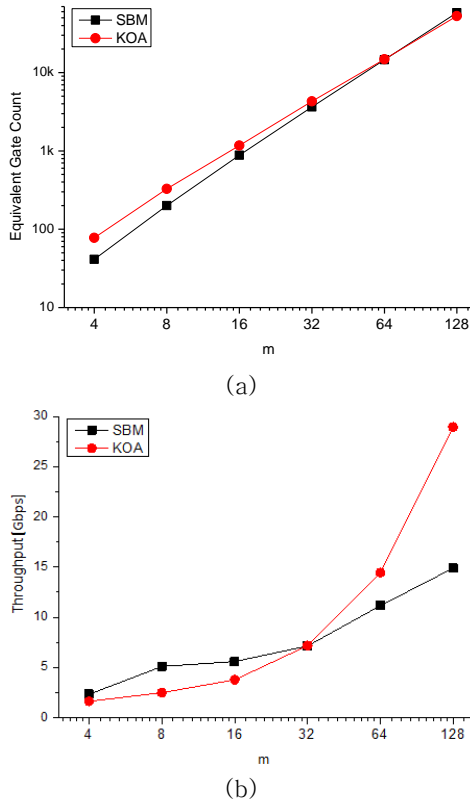 SBM
KOA
10k
1k
100
10
Equivalent Gate Count
4 8 16 32 64 128
m
(a)
SBM
KOA
30
25
20
15
10
5
0
Throughput [Gbps]
4 8 16 32 64 128
m
(b)